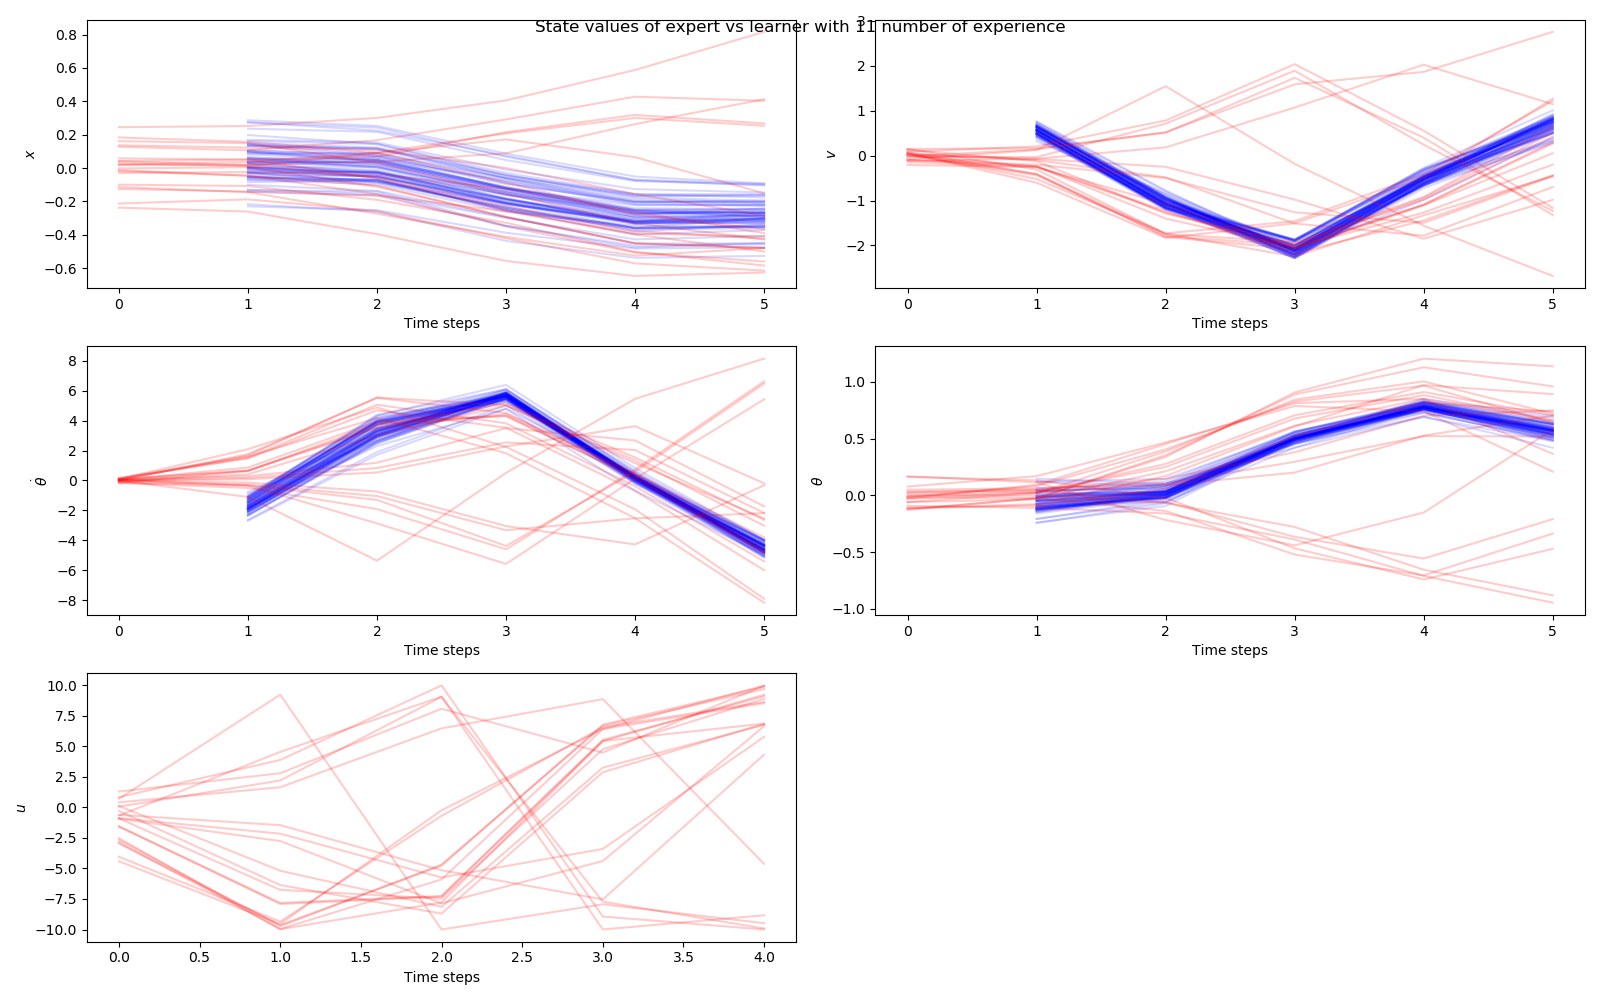 State values of expert vs learner with 11 number of experience
0.8
0.6
0.4
0.2
0.0
−0.2
−0.4
−0.6
x
0 1 2 3 4 5
Time steps
3
2
1
0
−1
−2
v
0 1 2 3 4 5
Time steps
8
6
4
2
0
−2
−4
−6
−8
θ̇
0 1 2 3 4 5
Time steps
1.0
0.5
0.0
−0.5
−1.0
θ
0 1 2 3 4 5
Time steps
10.0
7.5
5.0
2.5
0.0
−2.5
−5.0
−7.5
−10.0
u
0.0 0.5 1.0 1.5 2.0 2.5 3.0 3.5 4.0
Time steps